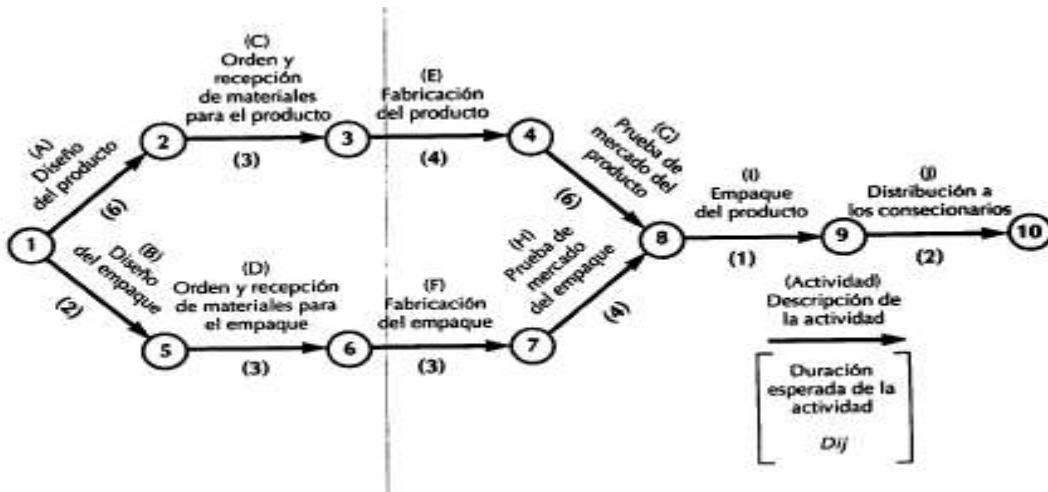 (C)
Orden y
recepción
de materiales
para el producto
(3)
(E)
Fabricación
del producto
(4)
(A)
Diseño
del producto
(6)
(G)
Prueba de
mercado del
producto
(6)
(I)
Empaque
del producto
(1)
(J)
Distribución a
los consecionarios
(2)
1
2
3
4
8
9
10
(B)
Diseño
del empaque
(2)
(D)
Orden y recepción
de materiales para
el empaque
(3)
(F)
Fabricación
del empaque
(3)
(H)
Prueba de
mercado
del empaque
(4)
5
6
7
(Actividad)
Descripción de
la actividad
Duración
esperada de la
actividad
Dij